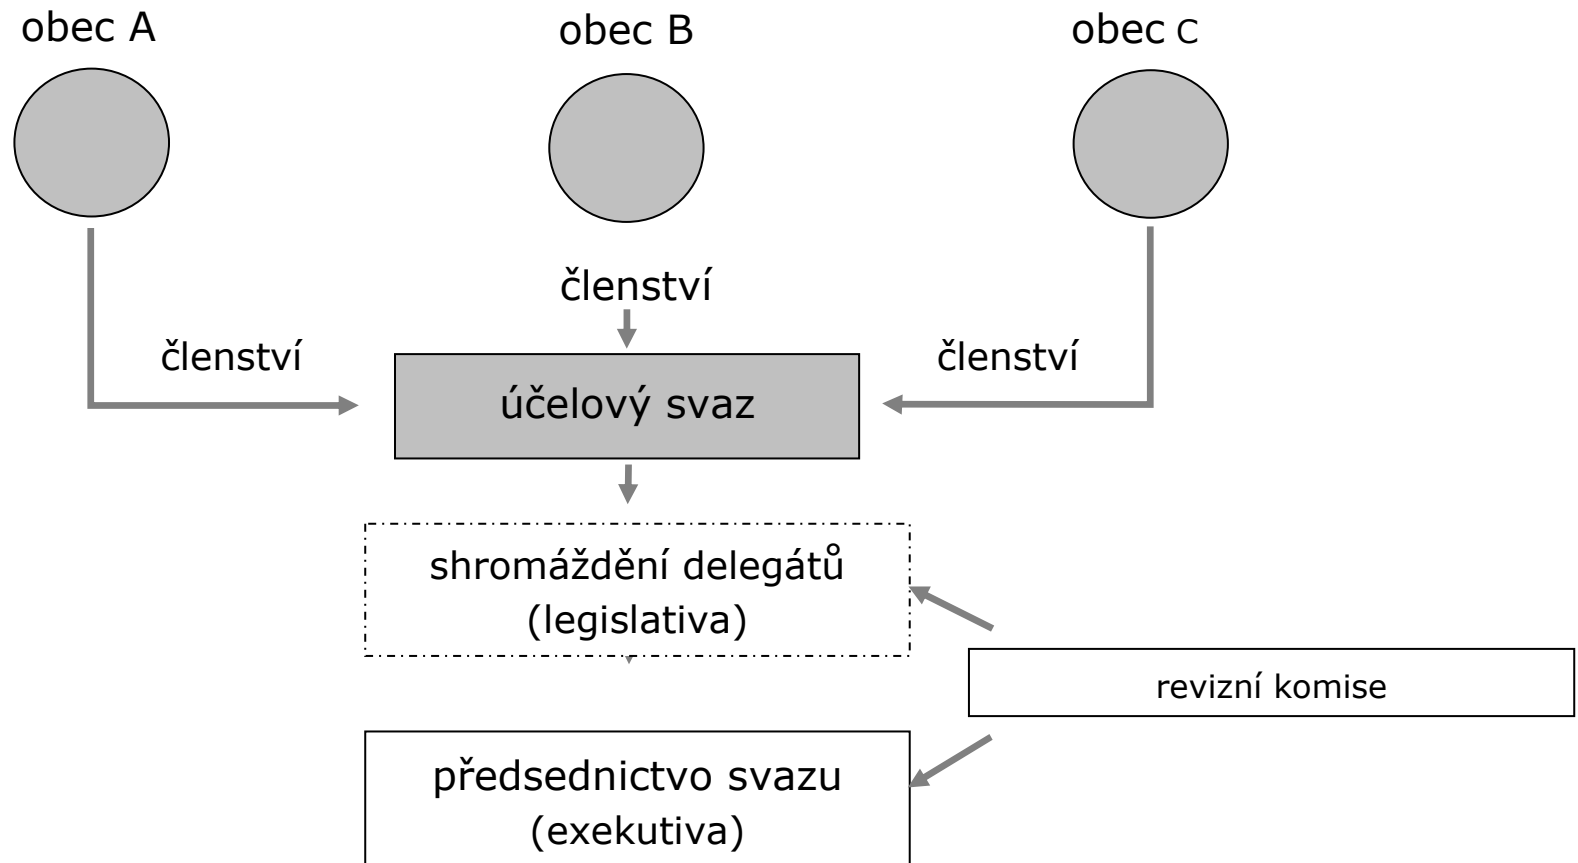 obec A
obec B
obec C
členství
členství
členství
účelový svaz
shromáždění delegátů
(legislativa)
revizní komise
předsednictvo svazu
(exekutiva)